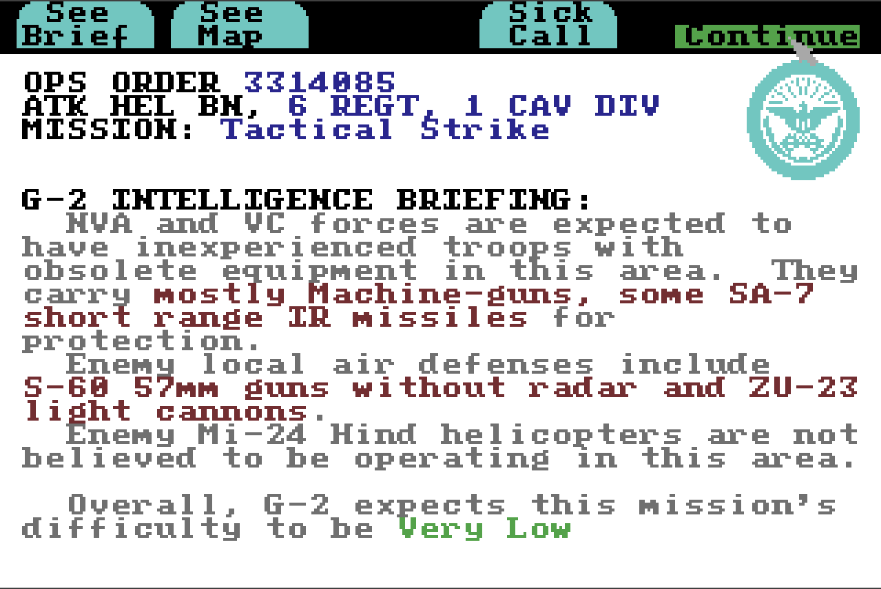 See Brief
See Map
Sick Call
Continue
OPS ORDER 3314085
ATK HEL BN, 6 REGT, 1 CAV DIV
MISSION: Tactical Strike
G-2 INTELLIGENCE BRIEFING:
NVA and VC forces are expected to
have inexperienced troops with
obsolete equipment in this area. They
carry mostly Machine-guns, some SA-7
short range IR missiles for
protection.
Enemy local air defenses include
S-60 57mm guns without radar and ZU-23
light cannons.
Enemy Mi-24 Hind helicopters are not
believed to be operating in this area.
Overall, G-2 expects this mission's
difficulty to be Very Low